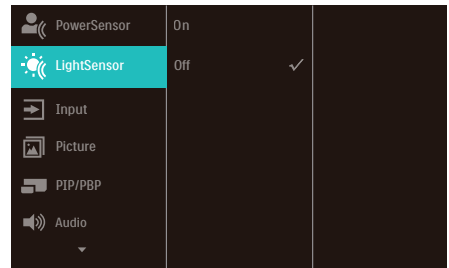 PowerSensor
On
LightSensor
Off
Input
Picture
PIP/PBP
Audio